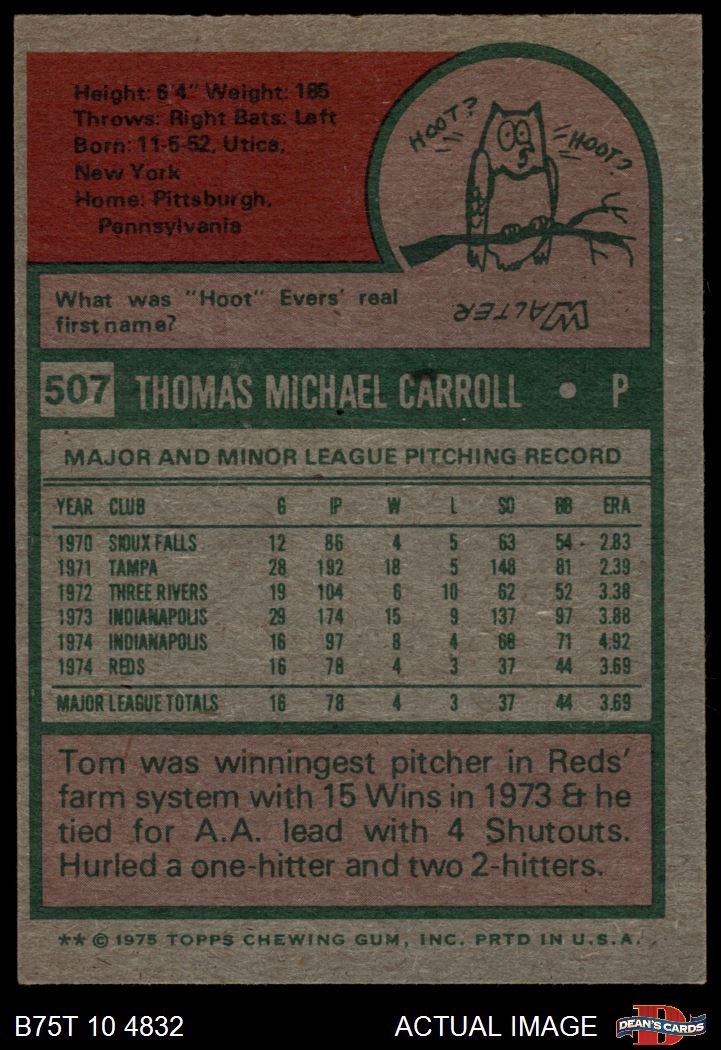 Height: 6'4" Weight: 185
Throws: Right Bats: Left
Born: 11-5-52, Utica,
New York
Home: Pittsburgh,
Pennsylvania
HOOT?
HOOT?
What was "Hoot" Evers' real
first name?
WALTER
507 THOMAS MICHAEL CARROLL • P
MAJOR AND MINOR LEAGUE PITCHING RECORD
YEAR CLUB G IP W L SO BB ERA
1970 SIOUX FALLS 12 86 4 5 63 54 2.83
1971 TAMPA 28 192 18 5 148 81 2.39
1972 THREE RIVERS 19 104 6 10 62 52 3.38
1973 INDIANAPOLIS 29 174 15 9 137 97 3.88
1974 INDIANAPOLIS 16 97 8 4 68 71 4.92
1974 REDS 16 78 4 3 37 44 3.69
MAJOR LEAGUE TOTALS 16 78 4 3 37 44 3.69
Tom was winningest pitcher in Reds'
farm system with 15 Wins in 1973 & he
tied for A.A. lead with 4 Shutouts.
Hurled a one-hitter and two 2-hitters.
** © 1975 TOPPS CHEWING GUM, INC. PRTD IN U.S.A.
B75T 10 4832 ACTUAL IMAGE D DEAN'S CARDS